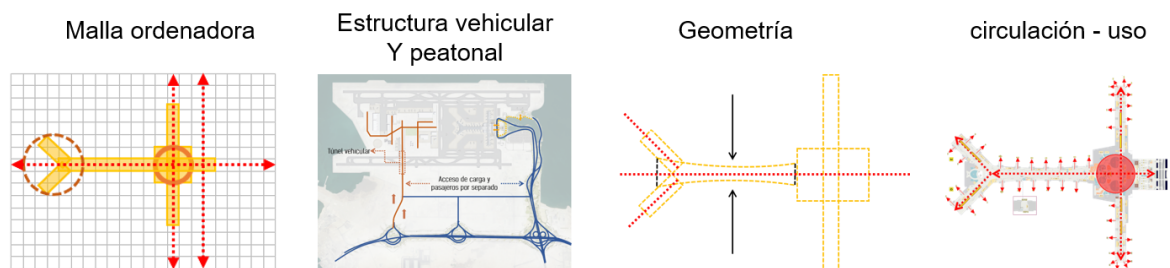 Malla ordenadora
Estructura vehicular
Y peatonal
Geometría
circulación - uso
Túnel vehicular
Acceso de carga y
pasajeros por separado